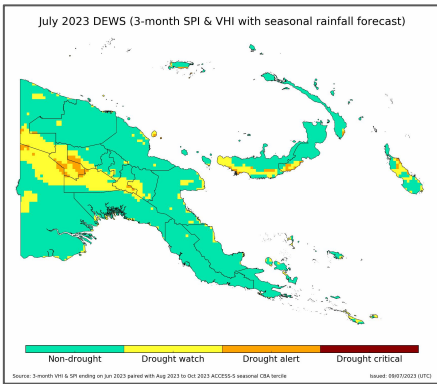 July 2023 DEWS (3-month SPI & VHI with seasonal rainfall forecast)
Non-drought Drought watch Drought alert Drought critical
Source: 3-month VHI & SPI ending on Jun 2023 paired with Aug 2023 to Oct 2023 ACCESS-S seasonal CBA tercile Issued: 09/07/2023 (UTC)